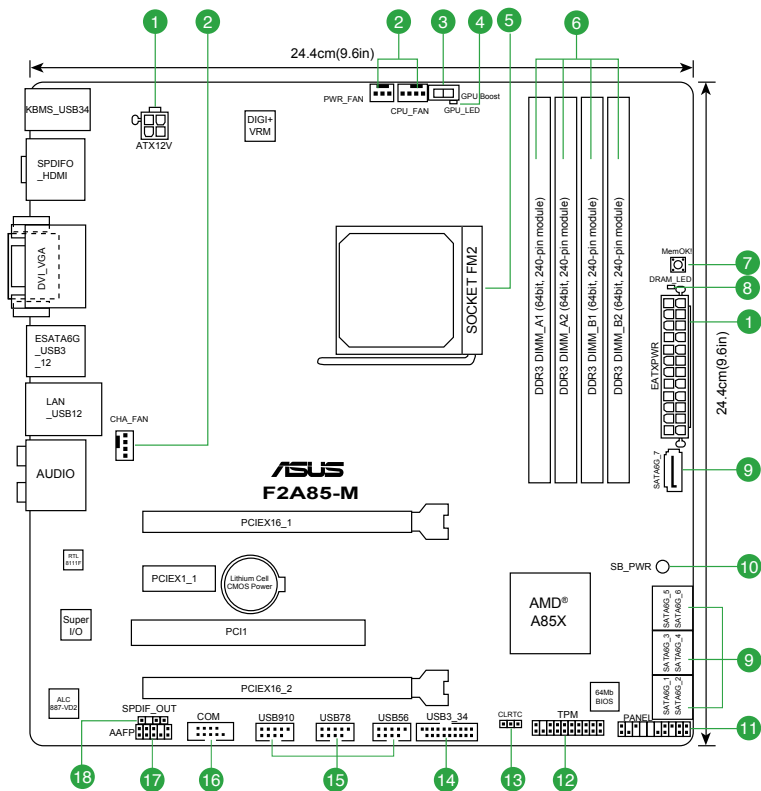 1
2
2
3
4
5
6
24.4cm(9.6in)
KBMS_USB34
ATX12V
DIGI+
VRM
PWR_FAN
CPU_FAN
GPU Boost
GPU_LED
SPDIFO
_HDMI
DVI_VGA
SOCKET FM2
DDR3 DIMM_A1 (64bit, 240-pin module)
DDR3 DIMM_A2 (64bit, 240-pin module)
DDR3 DIMM_B1 (64bit, 240-pin module)
DDR3 DIMM_B2 (64bit, 240-pin module)
MemOK!
7
DRAM_LED
8
1
EATXPWR
24.4cm(9.6in)
ESATA6G
_USB3
_12
LAN
_USB12
CHA_FAN
2
AUDIO
SATA6G_7
9
ASUS
F2A85-M
PCIEX16_1
RTL
8111F
PCIEX1_1
Lithium Cell
CMOS Power
SB_PWR
10
Super
I/O
PCI1
AMD®
A85X
SATA6G_5
SATA6G_6
SATA6G_3
SATA6G_4
9
SATA6G_1
SATA6G_2
ALC
887-VD2
PCIEX16_2
64Mb
BIOS
SPDIF_OUT
AAFP
COM
USB910
USB78
USB56
USB3_34
CLRTC
TPM
PANEL
11
18
17
16
15
14
13
12